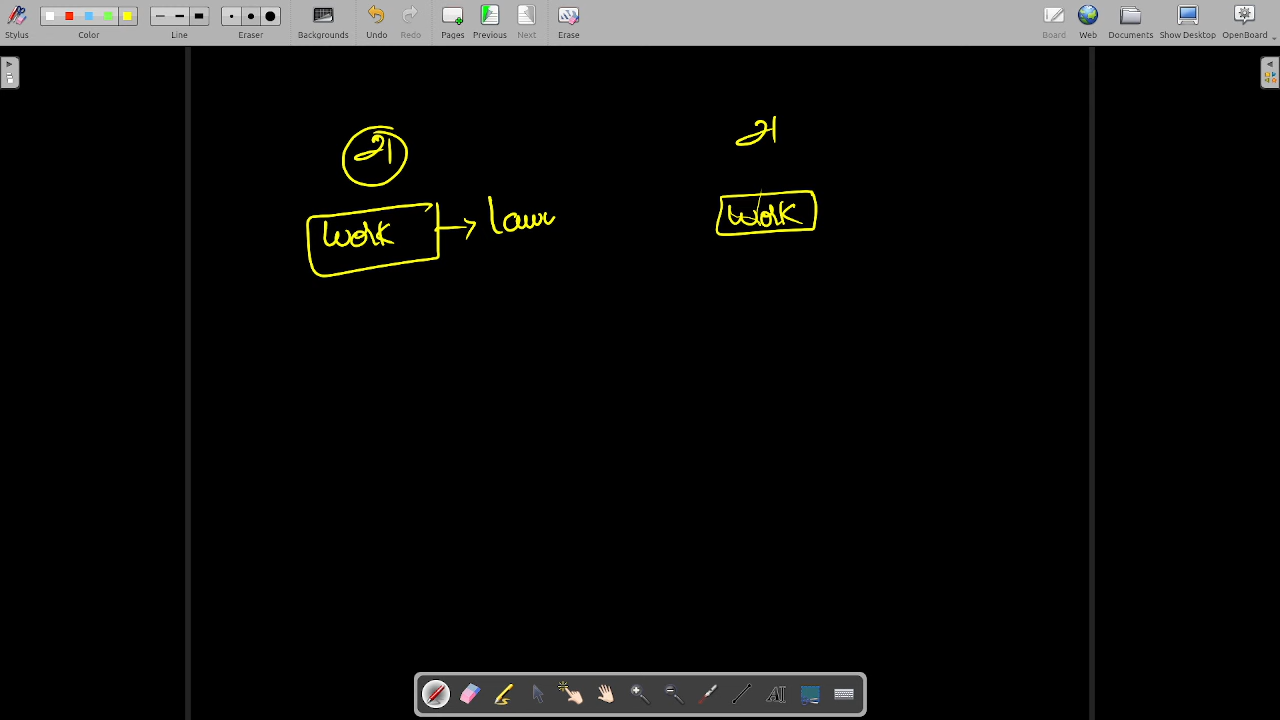 Stylus
Color
Line
Eraser
Backgrounds
Undo
Redo
Pages
Previous
Next
Erase
Board
Web
Documents
Show Desktop
OpenBoard
work
work